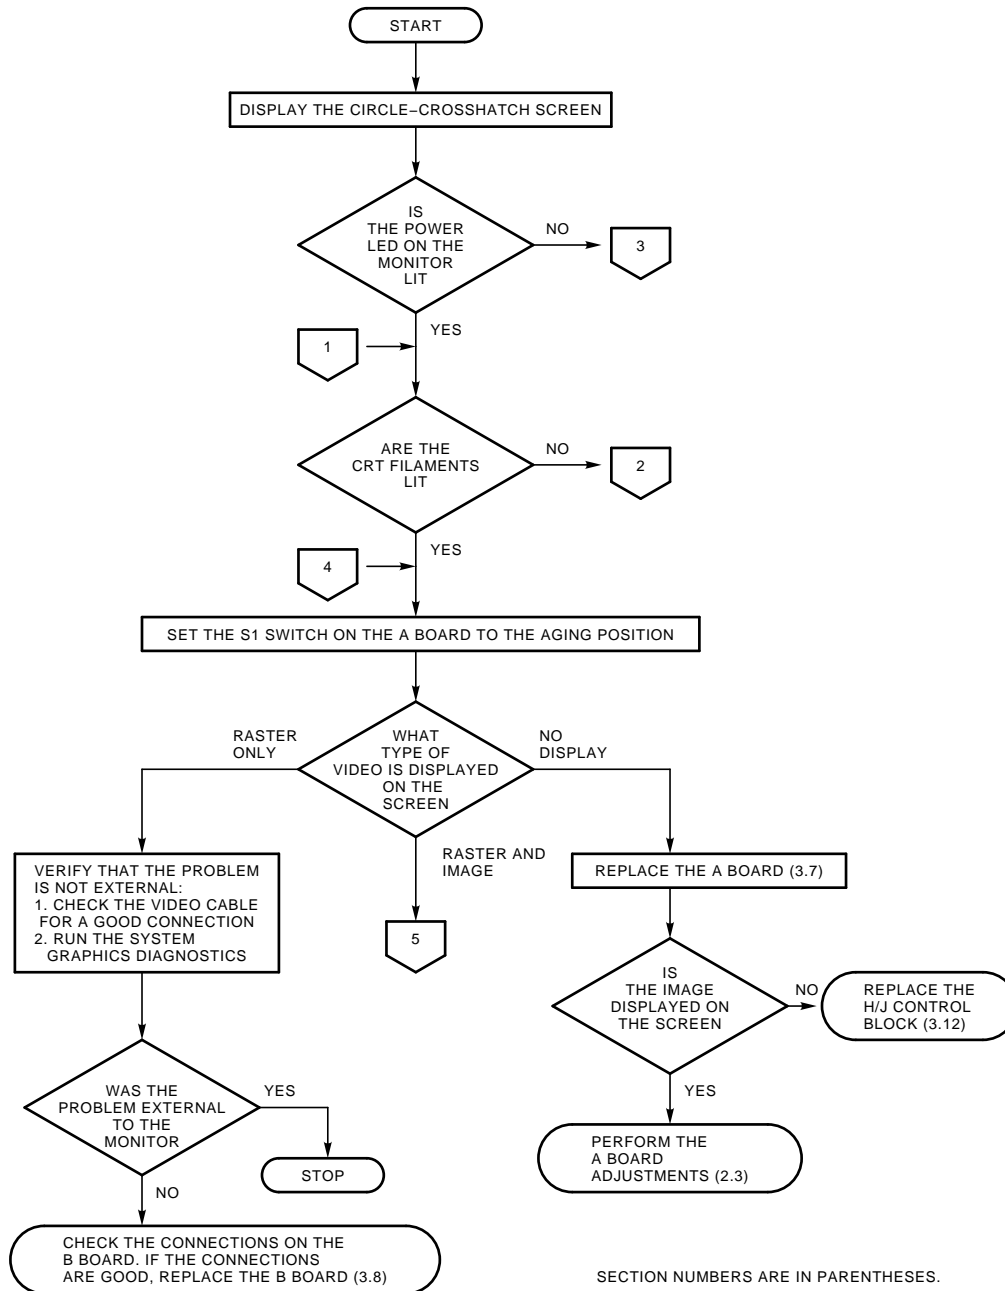 START
DISPLAY THE CIRCLE–CROSSHATCH SCREEN
IS
THE POWER
LED ON THE
MONITOR
LIT
NO
3
YES
1
ARE THE
CRT FILAMENTS
LIT
NO
2
YES
4
SET THE S1 SWITCH ON THE A BOARD TO THE AGING POSITION
WHAT
TYPE OF
VIDEO IS DISPLAYED
ON THE
SCREEN
RASTER
ONLY
NO
DISPLAY
RASTER AND
IMAGE
5
VERIFY THAT THE PROBLEM
IS NOT EXTERNAL:
1. CHECK THE VIDEO CABLE
FOR A GOOD CONNECTION
2. RUN THE SYSTEM
GRAPHICS DIAGNOSTICS
REPLACE THE A BOARD (3.7)
IS
THE IMAGE
DISPLAYED ON
THE SCREEN
NO
REPLACE THE
H/J CONTROL
BLOCK (3.12)
YES
PERFORM THE
A BOARD
ADJUSTMENTS (2.3)
WAS THE
PROBLEM EXTERNAL
TO THE
MONITOR
YES
STOP
NO
CHECK THE CONNECTIONS ON THE
B BOARD. IF THE CONNECTIONS
ARE GOOD, REPLACE THE B BOARD (3.8)
SECTION NUMBERS ARE IN PARENTHESES.